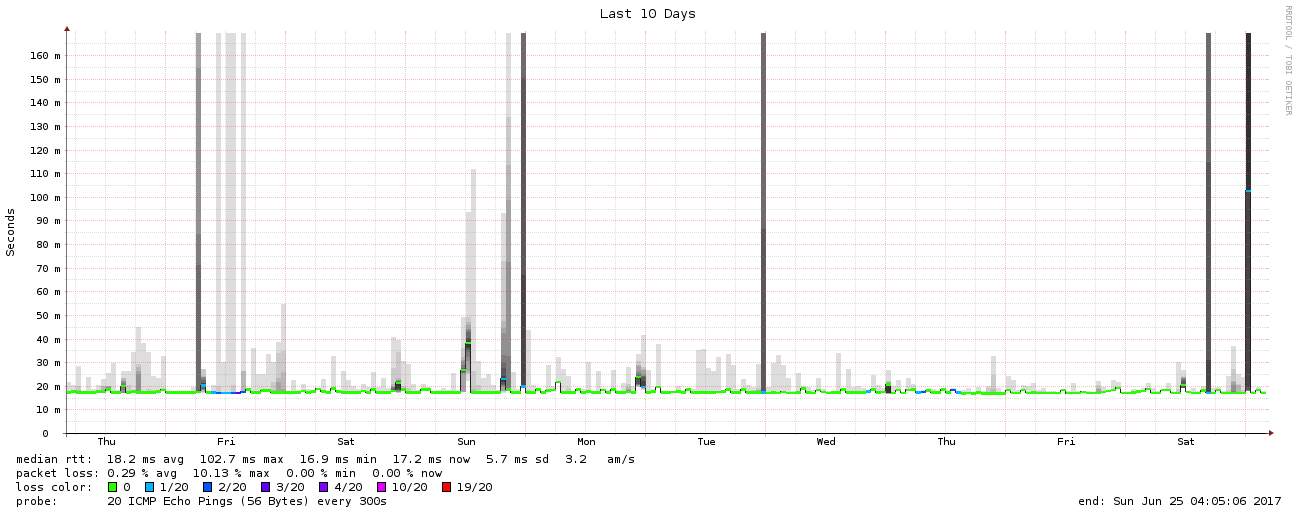 Last 10 Days
RRDTOOL / TOBI OETIKER
Seconds
160 m
150 m
140 m
130 m
120 m
110 m
100 m
90 m
80 m
70 m
60 m
50 m
40 m
30 m
20 m
10 m
0
Thu Fri Sat Sun Mon Tue Wed Thu Fri Sat
median rtt: 18.2 ms avg 102.7 ms max 16.9 ms min 17.2 ms now 5.7 ms sd 3.2 am/s
packet loss: 0.29 % avg 10.13 % max 0.00 % min 0.00 % now
loss color: 0 1/20 2/20 3/20 4/20 10/20 19/20
probe: 20 ICMP Echo Pings (56 Bytes) every 300s end: Sun Jun 25 04:05:06 2017